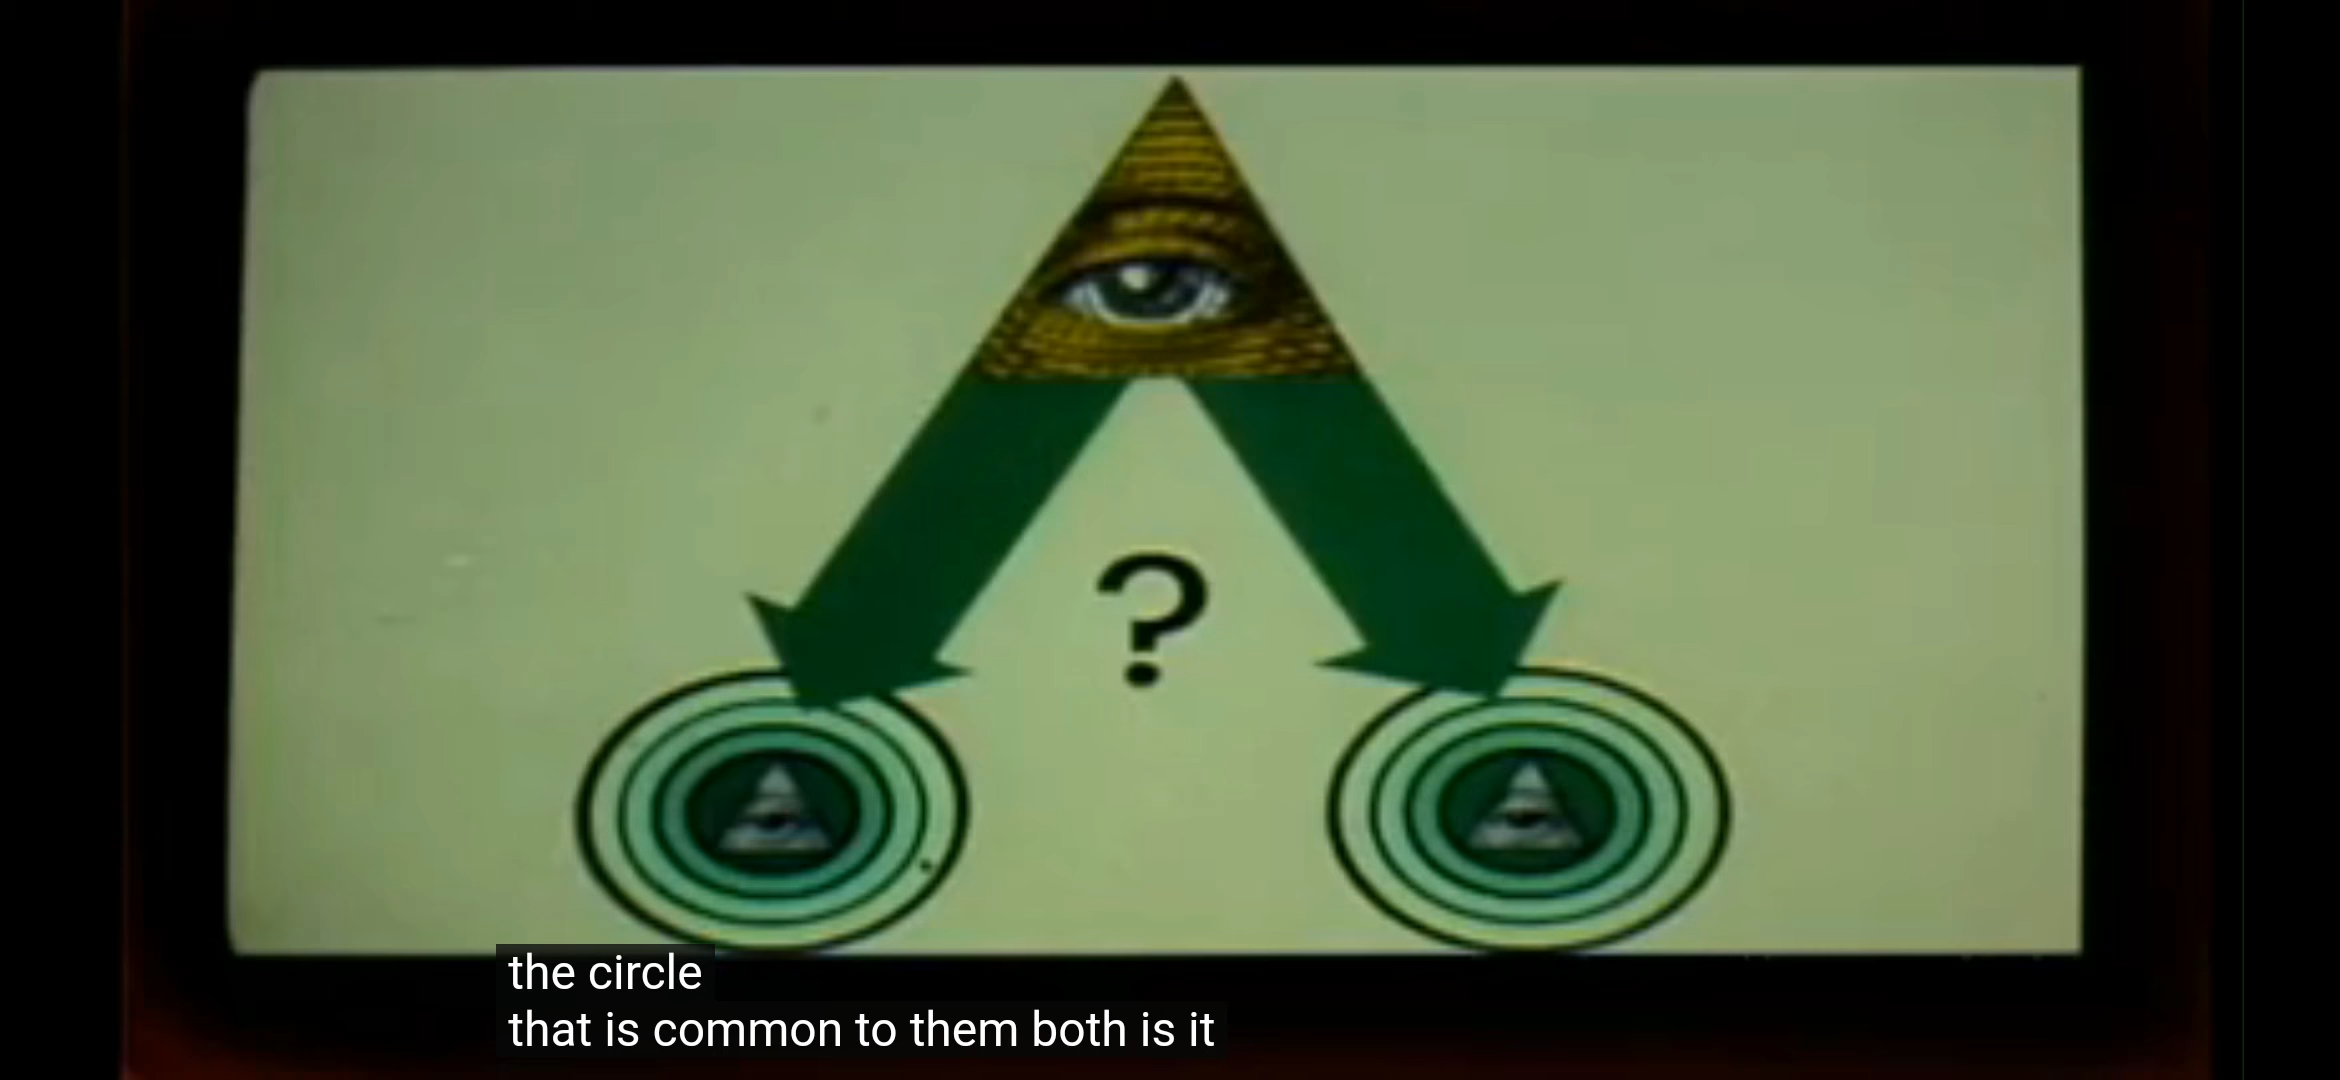 ?
the circle
that is common to them both is it